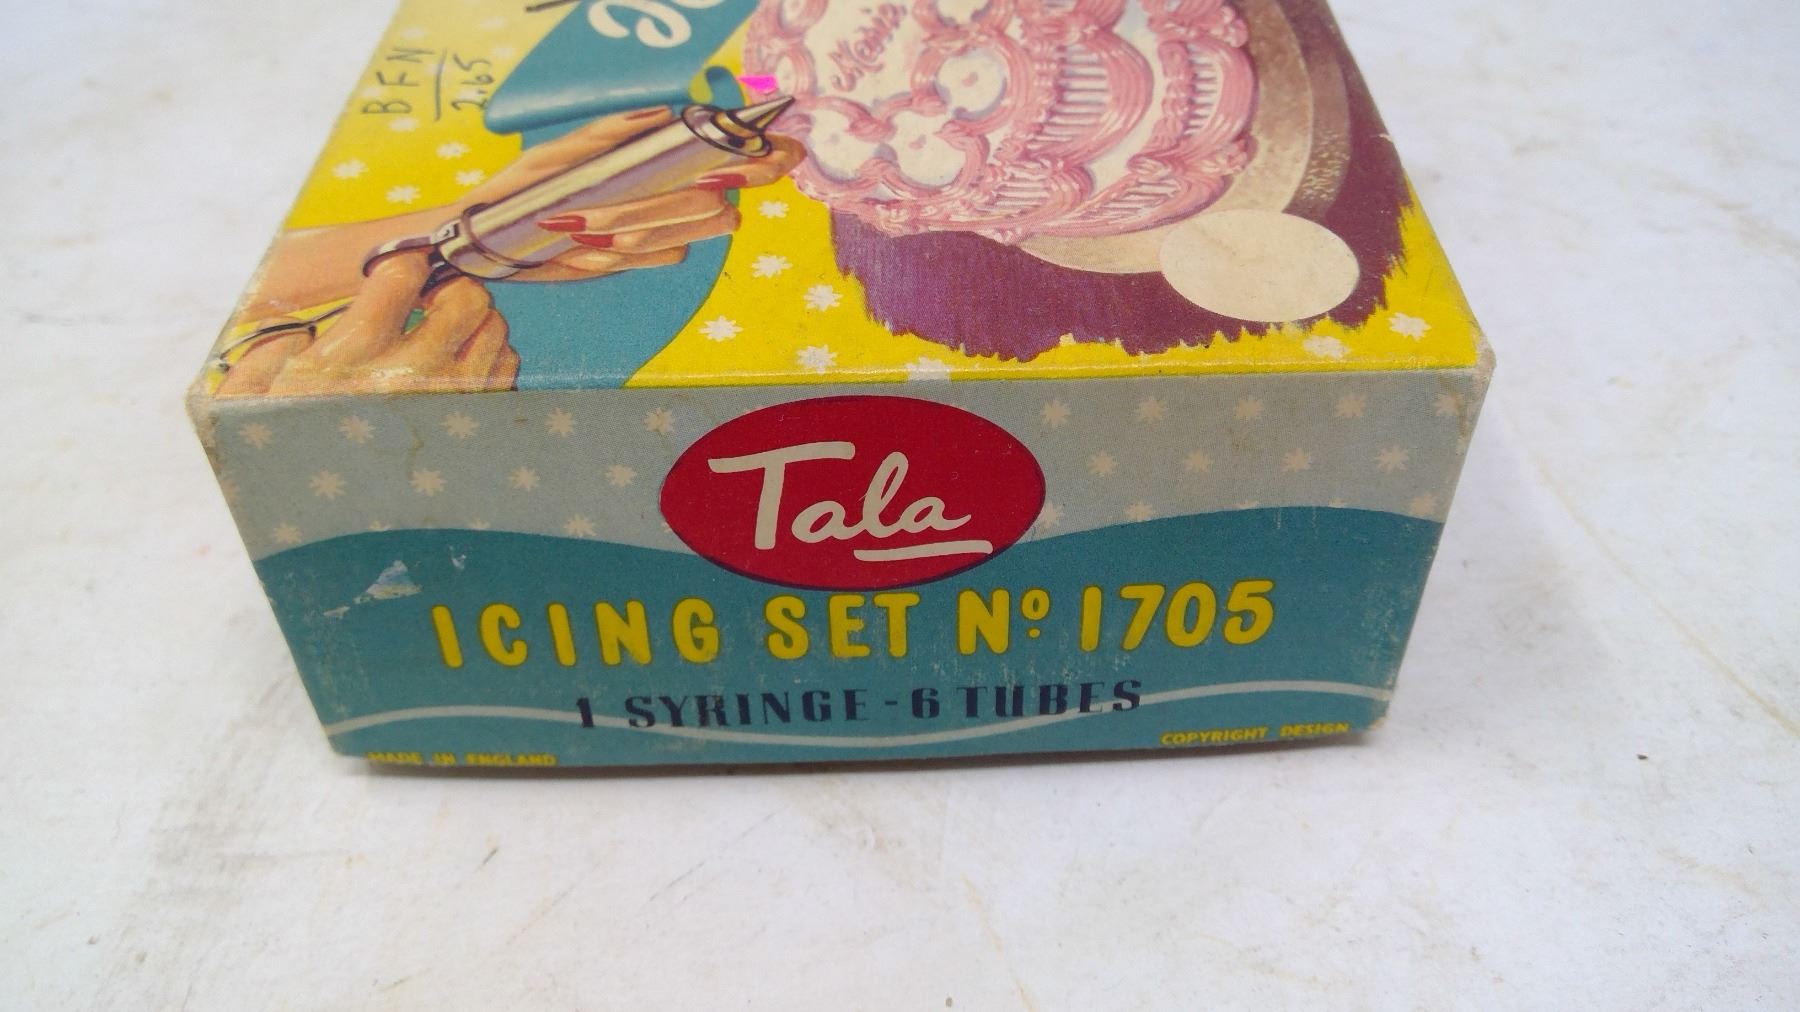 BFN
2.65
Tala
ICING SET Nº 1705
1 SYRINGE - 6 TUBES
MADE IN ENGLAND
COPYRIGHT DESIGN